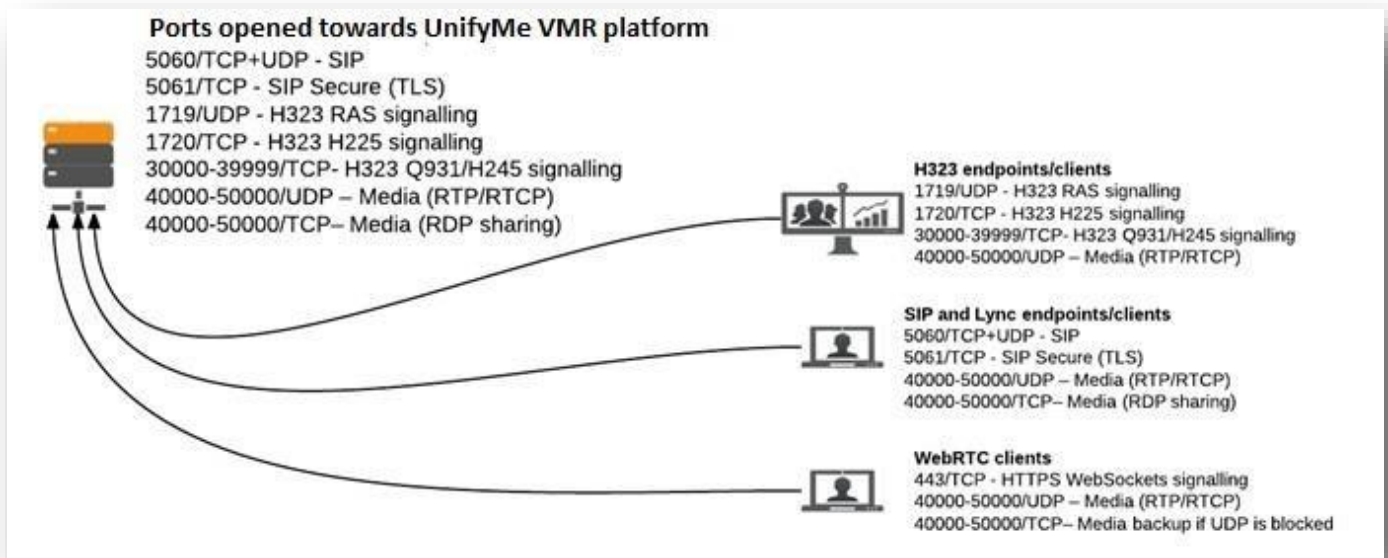 Ports opened towards UnifyMe VMR platform
5060/TCP+UDP - SIP
5061/TCP - SIP Secure (TLS)
1719/UDP - H323 RAS signalling
1720/TCP - H323 H225 signalling
30000-39999/TCP- H323 Q931/H245 signalling
40000-50000/UDP – Media (RTP/RTCP)
40000-50000/TCP– Media (RDP sharing)
H323 endpoints/clients
1719/UDP - H323 RAS signalling
1720/TCP - H323 H225 signalling
30000-39999/TCP- H323 Q931/H245 signalling
40000-50000/UDP – Media (RTP/RTCP)
SIP and Lync endpoints/clients
5060/TCP+UDP - SIP
5061/TCP - SIP Secure (TLS)
40000-50000/UDP – Media (RTP/RTCP)
40000-50000/TCP– Media (RDP sharing)
WebRTC clients
443/TCP - HTTPS WebSockets signalling
40000-50000/UDP – Media (RTP/RTCP)
40000-50000/TCP– Media backup if UDP is blocked